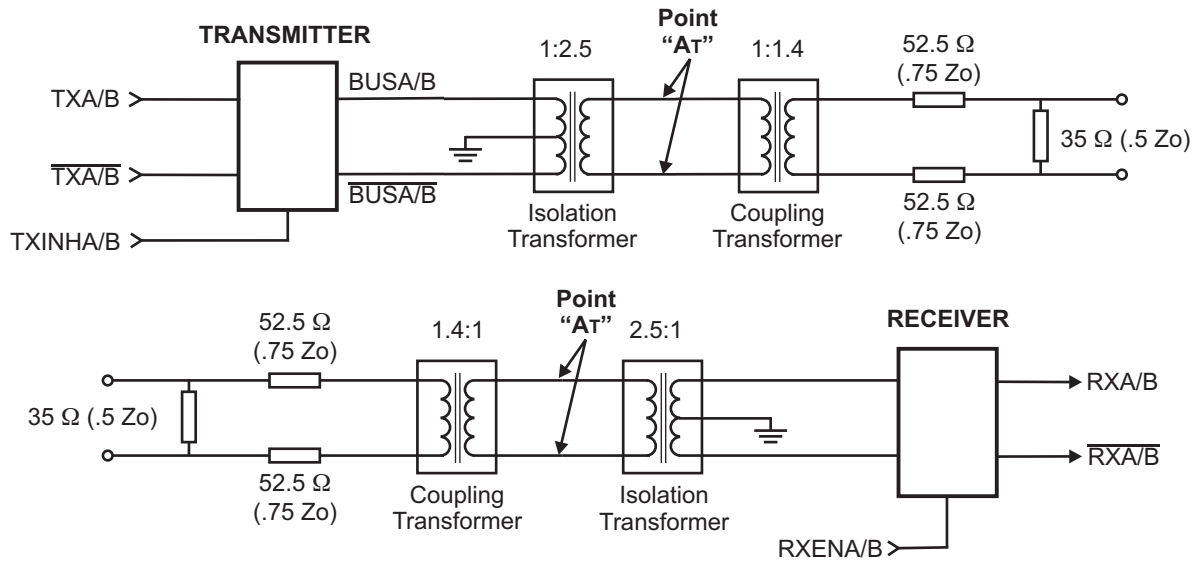 TRANSMITTER
Point
“AT”
1:2.5
1:1.4
52.5 Ω
(.75 Zo)
TXA/B
BUSA/B
35 Ω (.5 Zo)
TXA/B
BUSA/B
52.5 Ω
(.75 Zo)
Isolation
Transformer
Coupling
Transformer
TXINHA/B
Point
“AT”
52.5 Ω
(.75 Zo)
1.4:1
2.5:1
RECEIVER
RXA/B
35 Ω (.5 Zo)
RXA/B
52.5 Ω
(.75 Zo)
Coupling
Transformer
Isolation
Transformer
RXENA/B